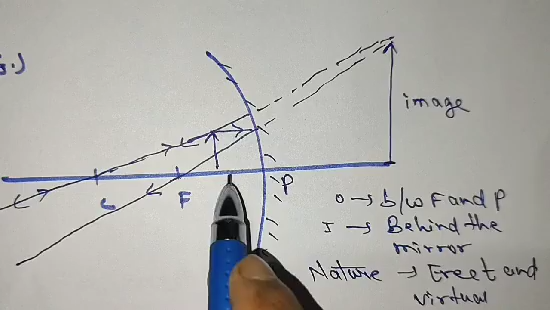 image
C
F
P
O → b/w F and P
I → Behind the
mirror
Nature → Erect and
virtual